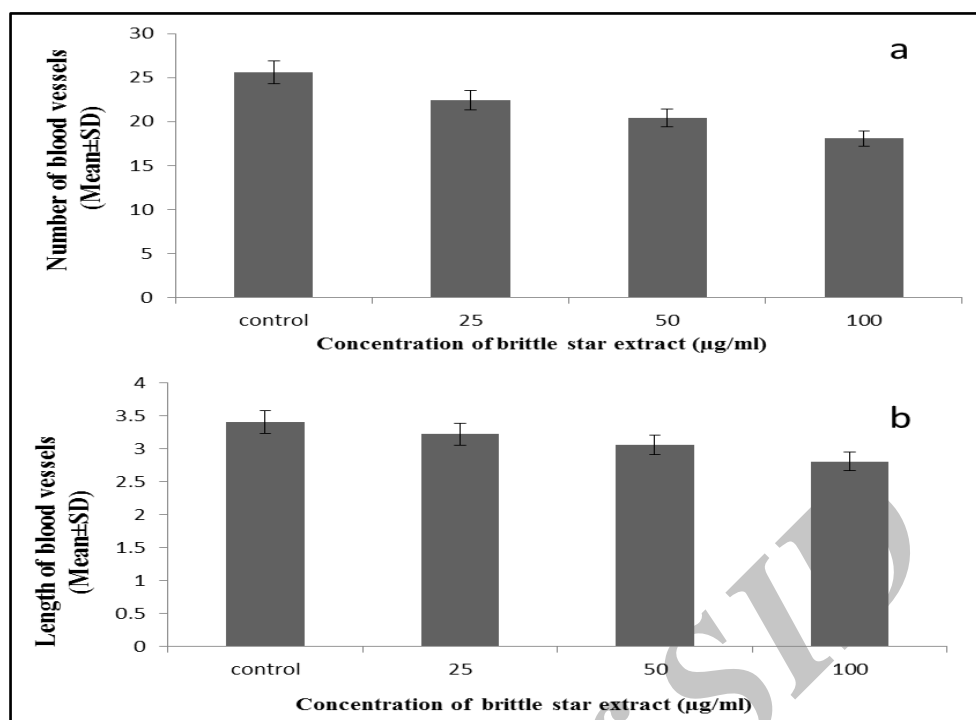 a
Number of blood vessels
(Mean±SD)
30
25
20
15
10
5
0
control 25 50 100
Concentration of brittle star extract (µg/ml)
b
Length of blood vessels
(Mean±SD)
4
3.5
3
2.5
2
1.5
1
0.5
0
control 25 50 100
Concentration of brittle star extract (µg/ml)
SID